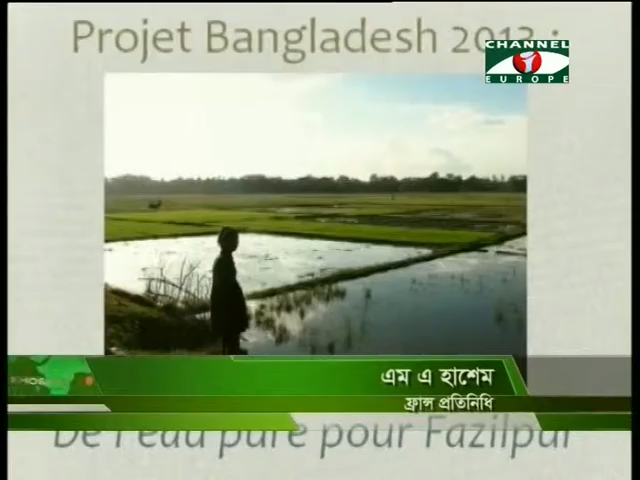 Projet Bangladesh 2013 :
CHANNEL
i
EUROPE
এম এ হাশেম
ফ্রান্স প্রতিনিধি
De l'eau pure pour Fazilpur